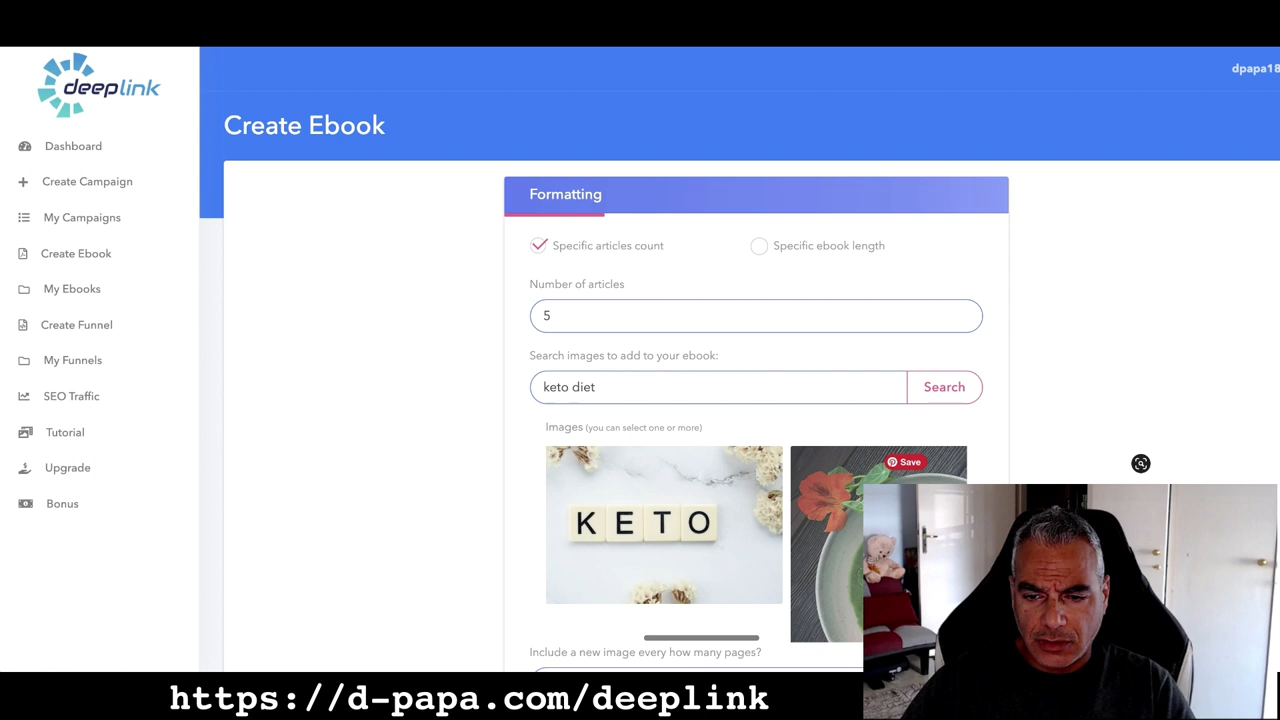 deeplink
dpapa18
Create Ebook
Dashboard
Create Campaign
My Campaigns
Create Ebook
My Ebooks
Create Funnel
My Funnels
SEO Traffic
Tutorial
Upgrade
Bonus
Formatting
Specific articles count
Specific ebook length
Number of articles
5
Search images to add to your ebook:
keto diet
Search
Images (you can select one or more)
Save
KETO
Include a new image every how many pages?
https://d-papa.com/deeplink